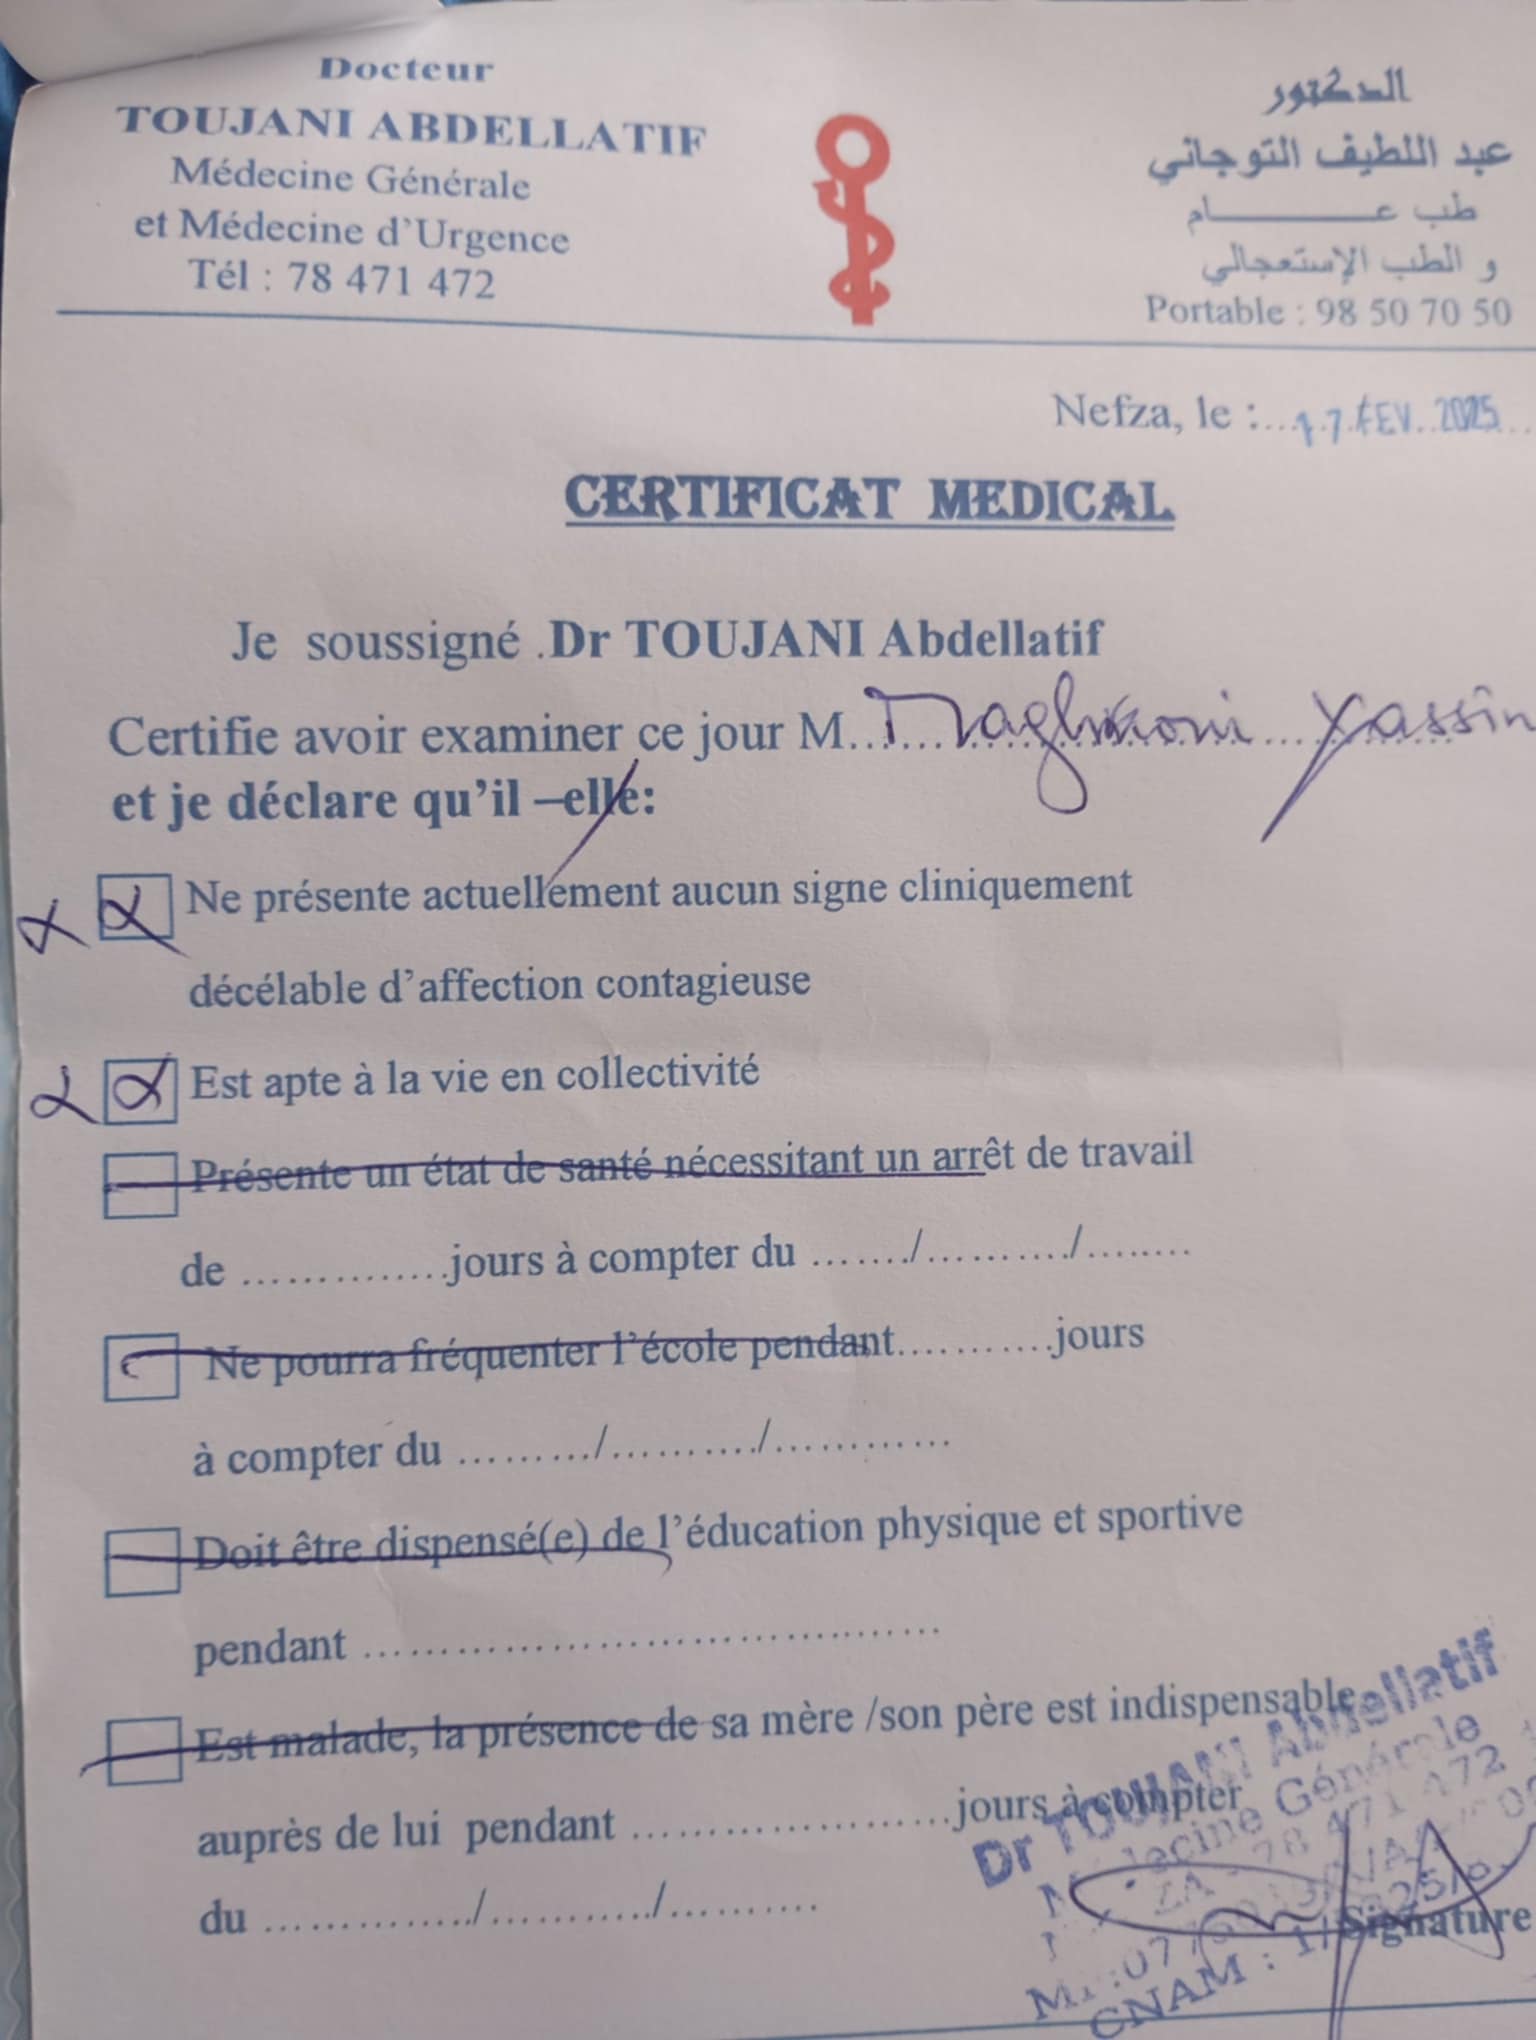 Docteur
TOUJANI ABDELLATIF
Médecine Générale
et Médecine d'Urgence
Tél : 78 471 472
الدكتور
عبد اللطيف التوجاني
طب عـــــــــام
و الطب الإستعجالي
Portable : 98 50 70 50
Nefza, le :...17 FEV. 2025...
CERTIFICAT MEDICAL
Je soussigné .Dr TOUJANI Abdellatif
Certifie avoir examiner ce jour M........ Yassin
et je déclare qu'il –elle:
Ne présente actuellement aucun signe cliniquement
décélable d'affection contagieuse
Est apte à la vie en collectivité
Présente un état de santé nécessitant un arrêt de travail
de ..............jours à compter du ......./.........../........
Ne pourra fréquenter l'école pendant...........jours
à compter du ........./.........../............
Doit être dispensé(e) de l'éducation physique et sportive
pendant ..........................................
Est malade, la présence de sa mère /son père est indispensable
auprès de lui pendant ......................jours à compter
du ............../.........../..........
Dr TOUJANI Abdellatif
Médecine Générale
78 471 472
CNAM : 1/
Signature